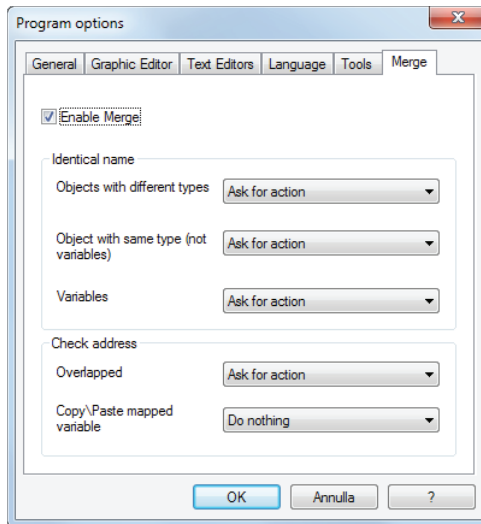 Program options
General Graphic Editor Text Editors Language Tools Merge
Enable Merge
Identical name
Objects with different types Ask for action
Object with same type (not
variables) Ask for action
Variables Ask for action
Check address
Overlapped Ask for action
Copy\Paste mapped
variable Do nothing
OK Annulla ?